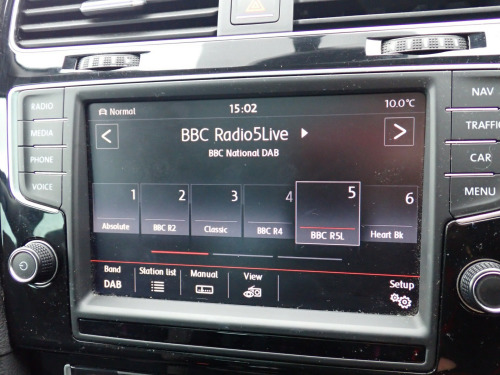 RADIO
MEDIA
PHONE
VOICE
Normal 15:02 10.0°C
BBC Radio5Live
BBC National DAB
1 2 3 4 5 6
Absolute BBC R2 Classic BBC R4 BBC R5L Heart Bk
Band Station list Manual View Setup
DAB
NAV
TRAFFIC
CAR
MENU